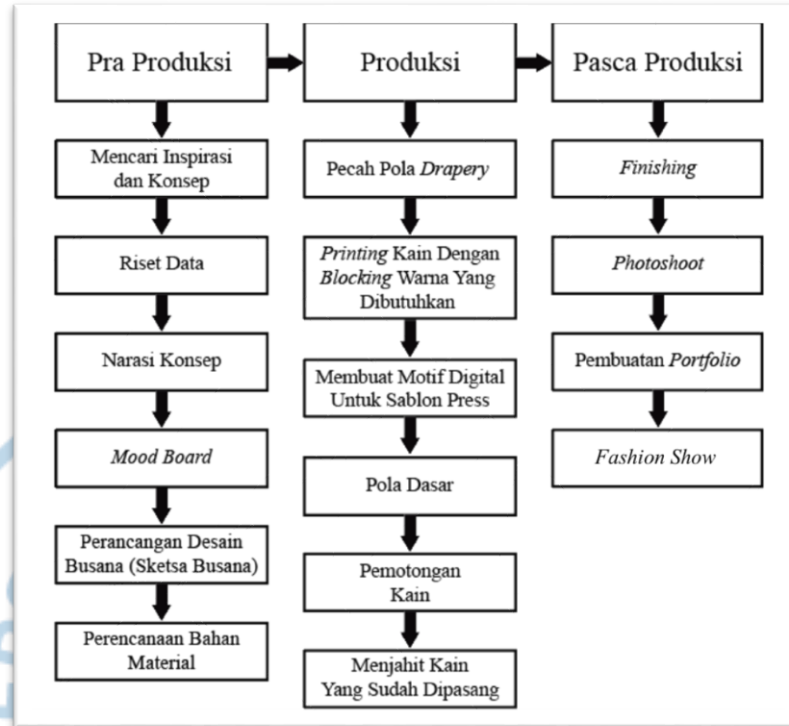 Pra Produksi
Mencari Inspirasi
dan Konsep
Riset Data
Narasi Konsep
Mood Board
Perancangan Desain
Busana (Sketsa Busana)
Perencanaan Bahan
Material
Produksi
Pecah Pola Drapery
Printing Kain Dengan
Blocking Warna Yang
Dibutuhkan
Membuat Motif Digital
Untuk Sablon Press
Pola Dasar
Pemotongan
Kain
Menjahit Kain
Yang Sudah Dipasang
Pasca Produksi
Finishing
Photoshoot
Pembuatan Portfolio
Fashion Show